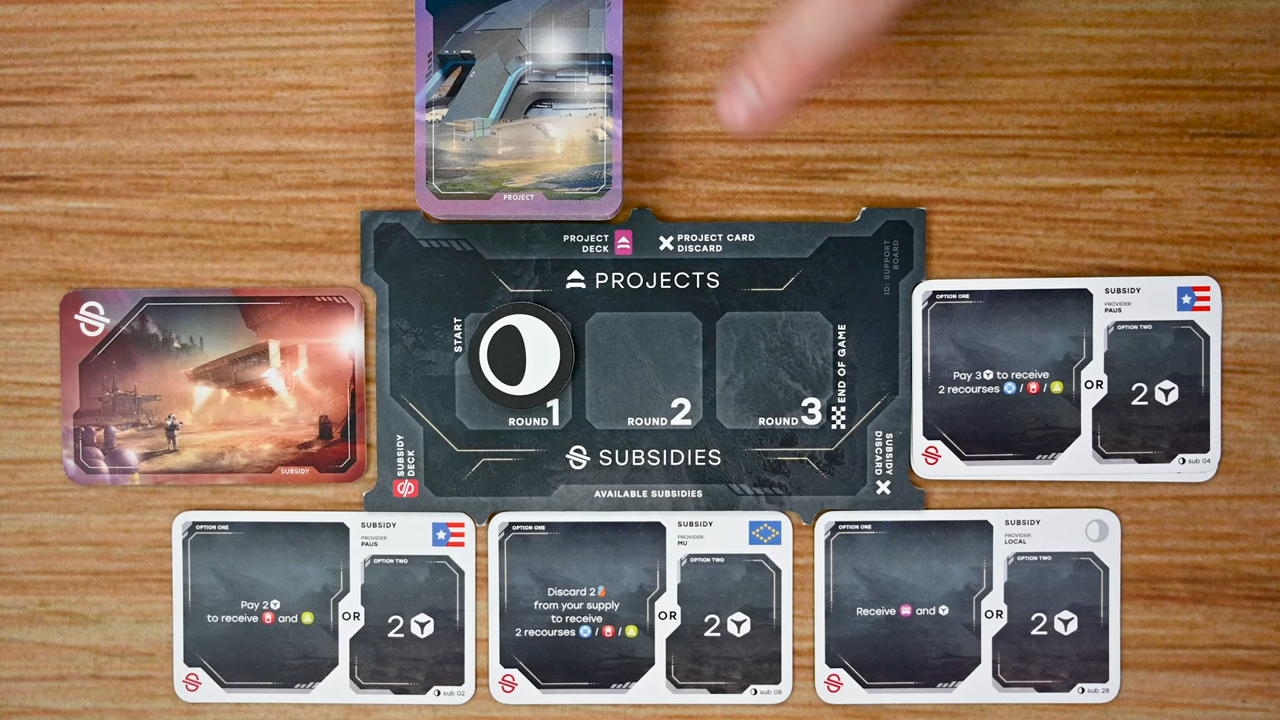 PROJECT
PROJECT
DECK
PROJECT CARD
DISCARD
ID: SUPPORT
BOARD
PROJECTS
START
ROUND 1
ROUND 2
ROUND 3
END OF GAME
SUBSIDIES
SUBSIDY
DECK
SUBSIDY
DISCARD
AVAILABLE SUBSIDIES
SUBSIDY
OPTION ONE
SUBSIDY
PROVIDER:
PAUS
OPTION TWO
Pay 3 to receive
2 recourses / /
OR
2
sub 04
OPTION ONE
SUBSIDY
PROVIDER:
PAUS
OPTION TWO
Pay 2
to receive and
OR
2
sub 02
OPTION ONE
SUBSIDY
PROVIDER:
MU
OPTION TWO
Discard 2
from your supply
to receive
2 recourses / /
OR
2
sub 08
OPTION ONE
SUBSIDY
PROVIDER:
LOCAL
OPTION TWO
Receive and
OR
2
sub 28